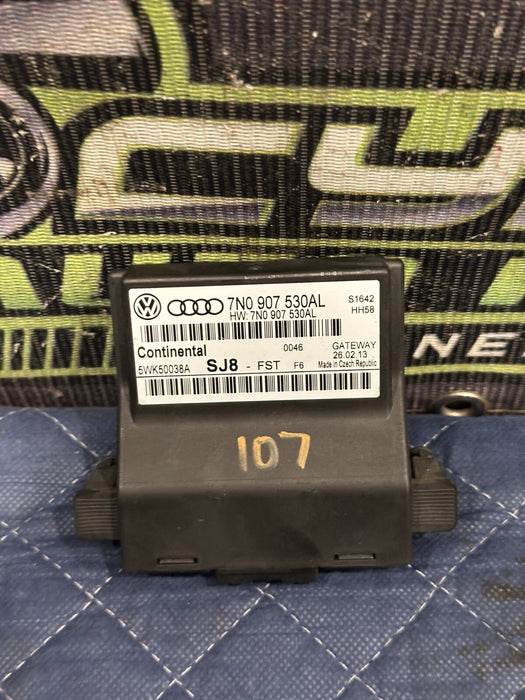 7N0 907 530AL
HW: 7N0 907 530AL
S1642
HH58
Continental
0046
GATEWAY
26.02.13
5WK50038A
SJ8 - FST F6
Made in Czech Republic
107
NE